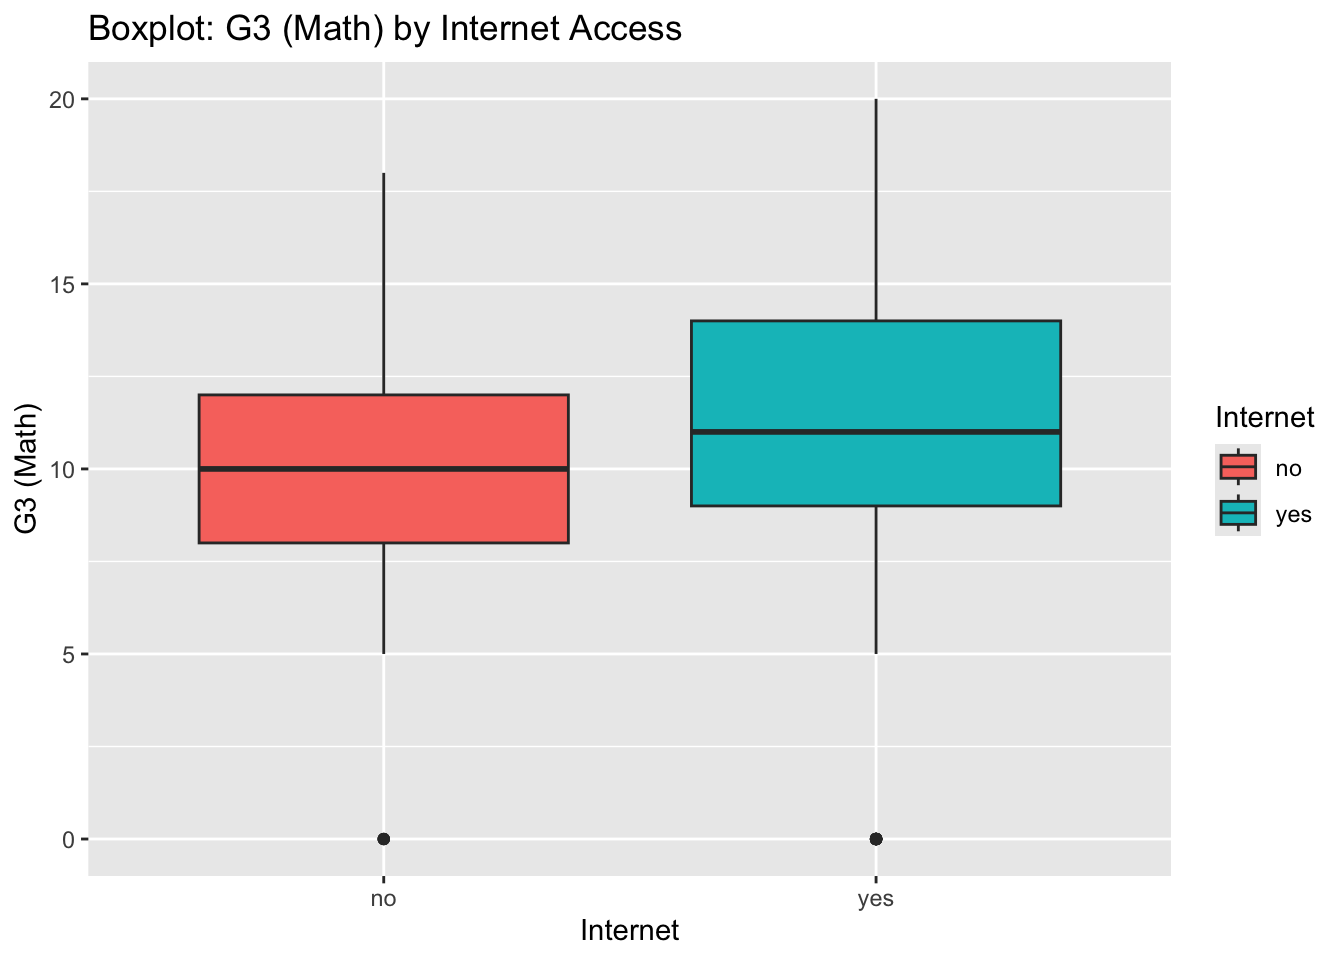 Boxplot: G3 (Math) by Internet Access
G3 (Math)
20
15
10
5
0
no
yes
Internet
Internet
no
yes